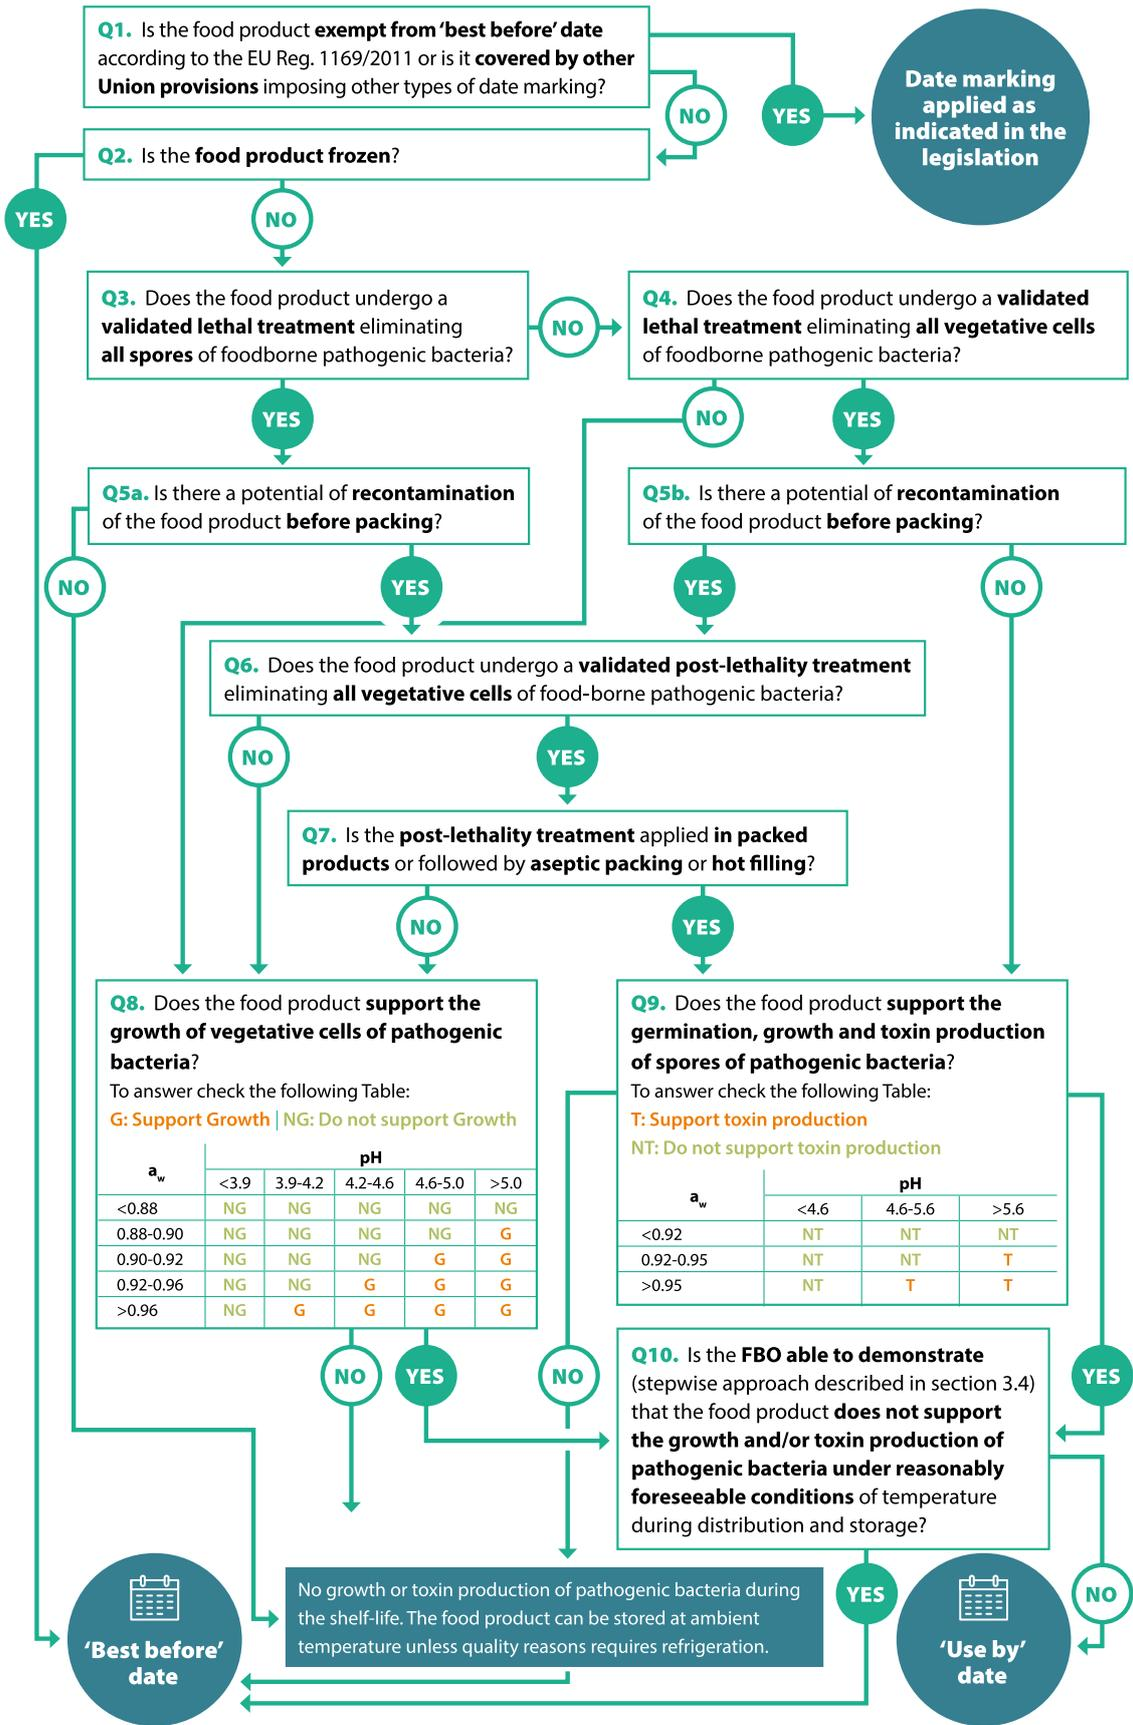 Q1. Is the food product exempt from ‘best before’ date
according to the EU Reg. 1169/2011 or is it covered by other
Union provisions imposing other types of date marking?
NO
YES
Date marking
applied as
indicated in the
legislation
Q2. Is the food product frozen?
YES
NO
Q3. Does the food product undergo a
validated lethal treatment eliminating
all spores of foodborne pathogenic bacteria?
NO
Q4. Does the food product undergo a validated
lethal treatment eliminating all vegetative cells
of foodborne pathogenic bacteria?
YES
NO
YES
Q5a. Is there a potential of recontamination
of the food product before packing?
Q5b. Is there a potential of recontamination
of the food product before packing?
NO
YES
YES
NO
Q6. Does the food product undergo a validated post-lethality treatment
eliminating all vegetative cells of food-borne pathogenic bacteria?
NO
YES
Q7. Is the post-lethality treatment applied in packed
products or followed by aseptic packing or hot filling?
NO
YES
Q8. Does the food product support the
growth of vegetative cells of pathogenic
bacteria?
To answer check the following Table:
G: Support Growth | NG: Do not support Growth
aw
pH
<3.9 3.9-4.2 4.2-4.6 4.6-5.0 >5.0
<0.88 NG NG NG NG NG
0.88-0.90 NG NG NG NG G
0.90-0.92 NG NG NG G G
0.92-0.96 NG NG G G G
>0.96 NG G G G G
Q9. Does the food product support the
germination, growth and toxin production
of spores of pathogenic bacteria?
To answer check the following Table:
T: Support toxin production
NT: Do not support toxin production
aw
pH
<4.6 4.6-5.6 >5.6
<0.92 NT NT NT
0.92-0.95 NT NT T
>0.95 NT T T
NO
YES
NO
YES
Q10. Is the FBO able to demonstrate
(stepwise approach described in section 3.4)
that the food product does not support
the growth and/or toxin production of
pathogenic bacteria under reasonably
foreseeable conditions of temperature
during distribution and storage?
‘Best before’
date
No growth or toxin production of pathogenic bacteria during
the shelf-life. The food product can be stored at ambient
temperature unless quality reasons requires refrigeration.
YES
‘Use by’
date
NO